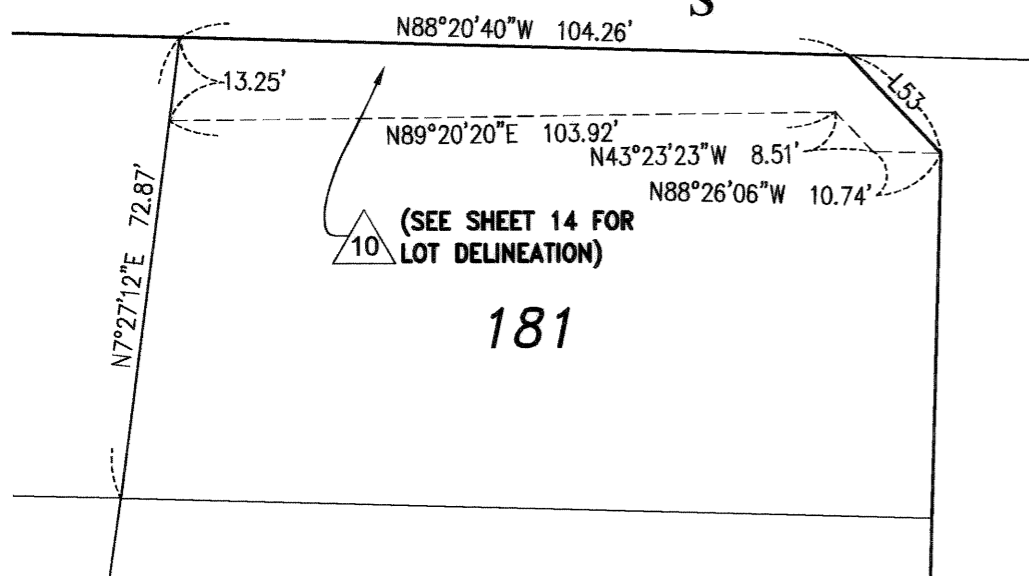 S
N88°20'40"W 104.26'
13.25'
L53
N89°20'20"E 103.92'
N43°23'23"W 8.51'
N88°26'06"W 10.74'
N7°27'12"E 72.87'
10
(SEE SHEET 14 FOR
LOT DELINEATION)
181